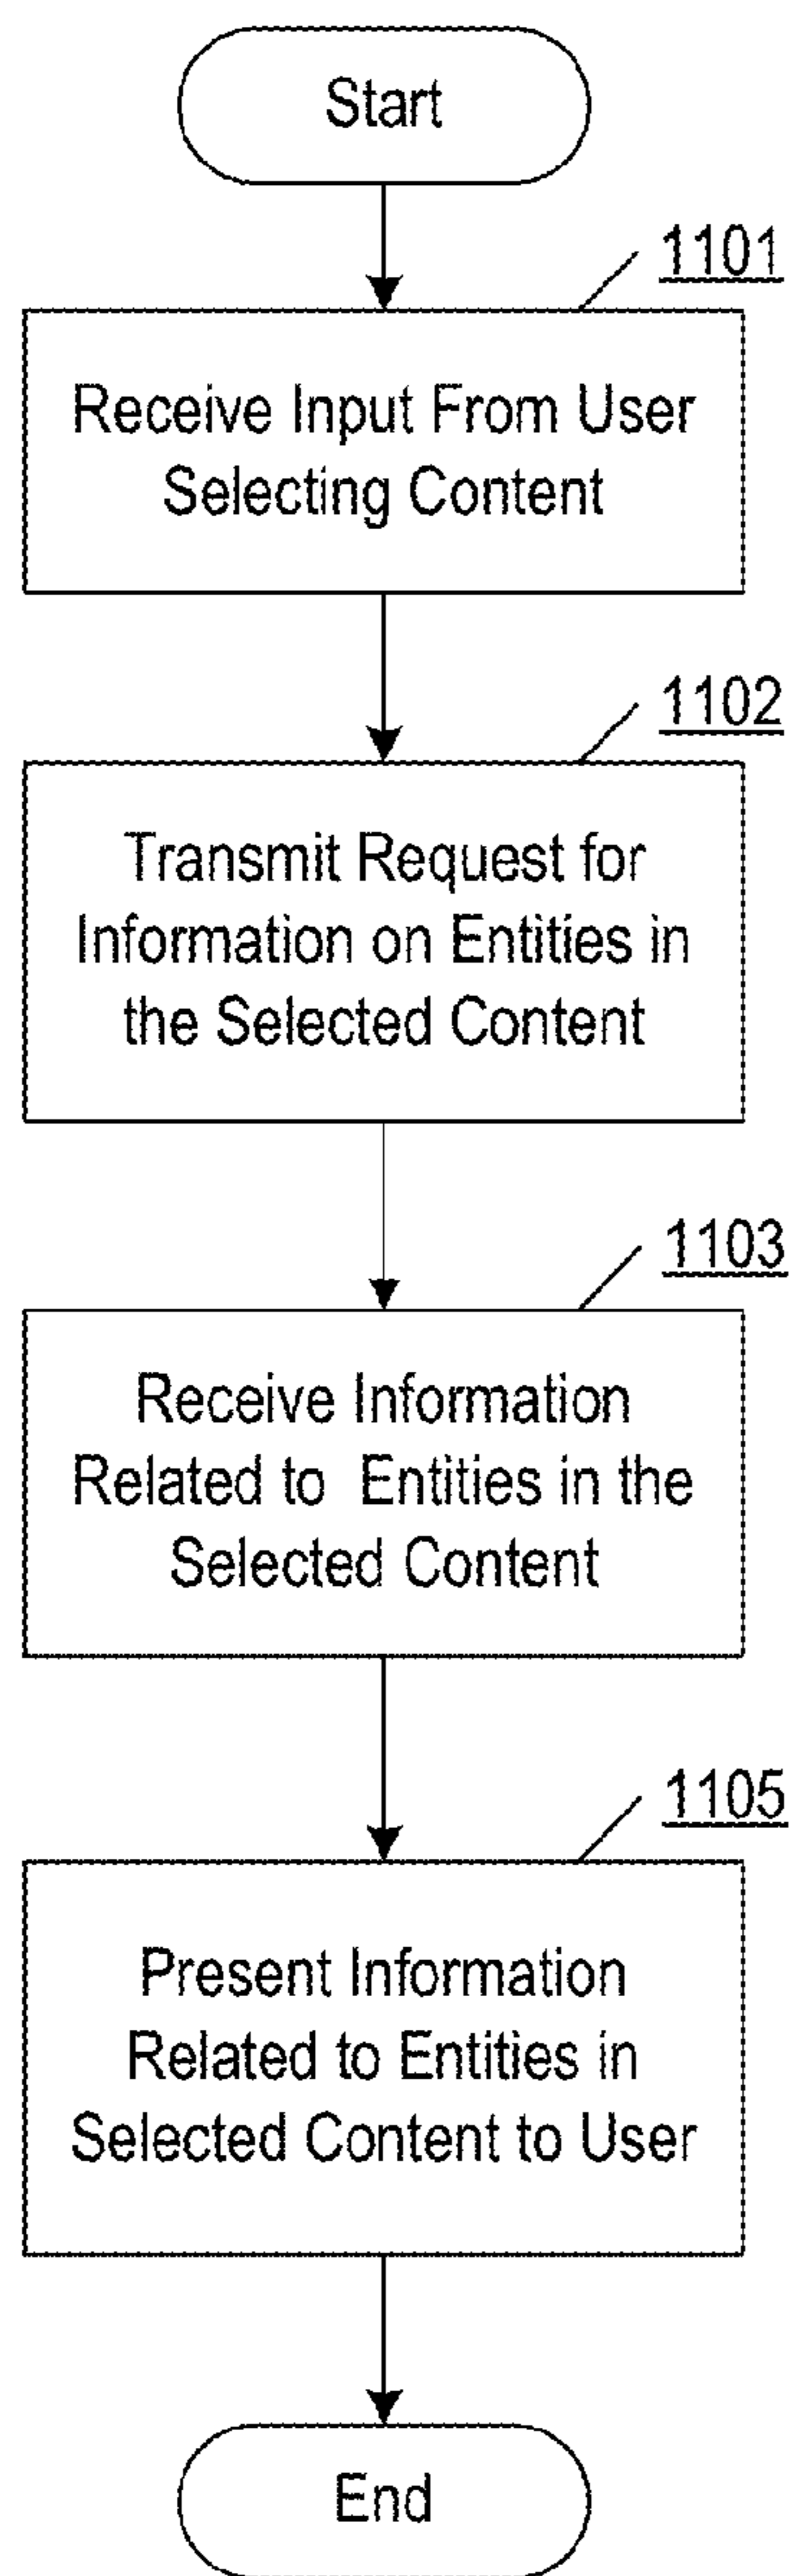 Start
1101
Receive Input From User
Selecting Content
1102
Transmit Request for
Information on Entities in
the Selected Content
1103
Receive Information
Related to Entities in the
Selected Content
1105
Present Information
Related to Entities in
Selected Content to User
End